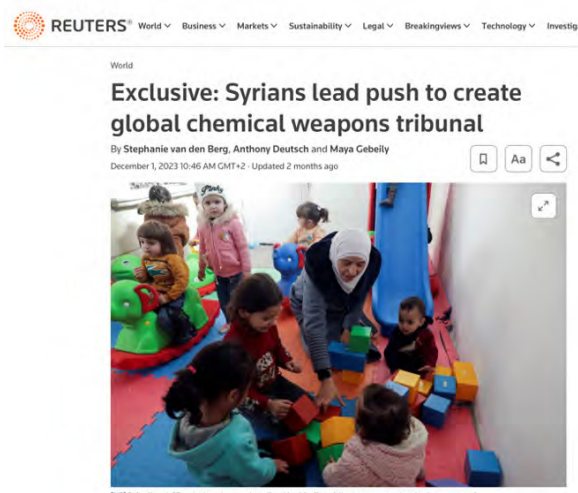 REUTERS®
World Business Markets Sustainability Legal Breakingviews Technology Investig
World
Exclusive: Syrians lead push to create
global chemical weapons tribunal
By Stephanie van den Berg, Anthony Deutsch and Maya Gebeily
December 1, 2023 10:46 AM GMT+2 · Updated 2 months ago
Aa